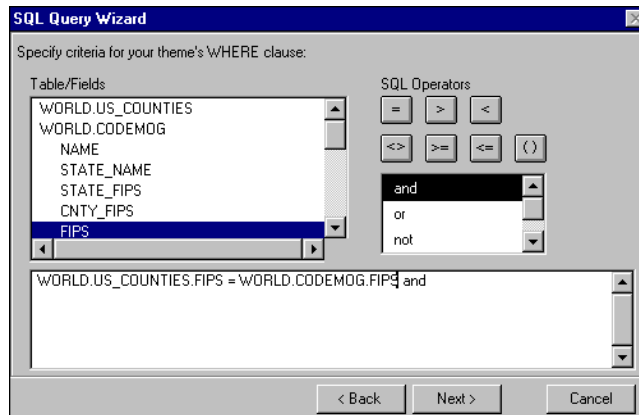 SQL Query Wizard
Specify criteria for your theme's WHERE clause:
Table/Fields
WORLD.US_COUNTIES
WORLD.CODEMOG
NAME
STATE_NAME
STATE_FIPS
CNTY_FIPS
FIPS
SQL Operators
= > <
<> >= <= ()
and
or
not
WORLD.US_COUNTIES.FIPS = WORLD.CODEMOG.FIPS and
< Back Next > Cancel